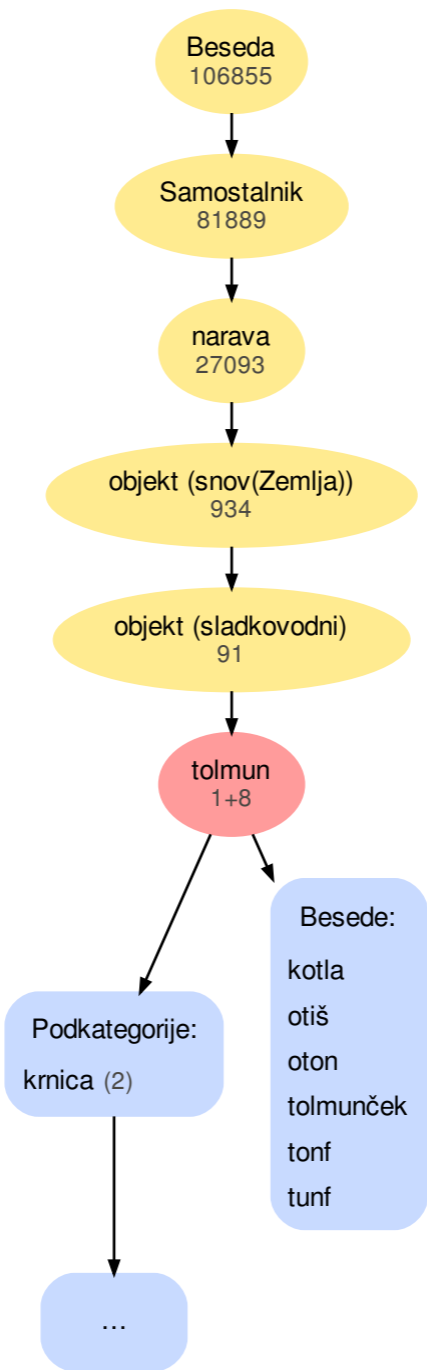 Beseda
106855
Samostalnik
81889
narava
27093
objekt (snov(Zemlja))
934
objekt (sladkovodni)
91
tolmun
1+8
Besede:
kotla
otiš
oton
tolmunček
tonf
tunf
Podkategorije:
krnica (2)
...